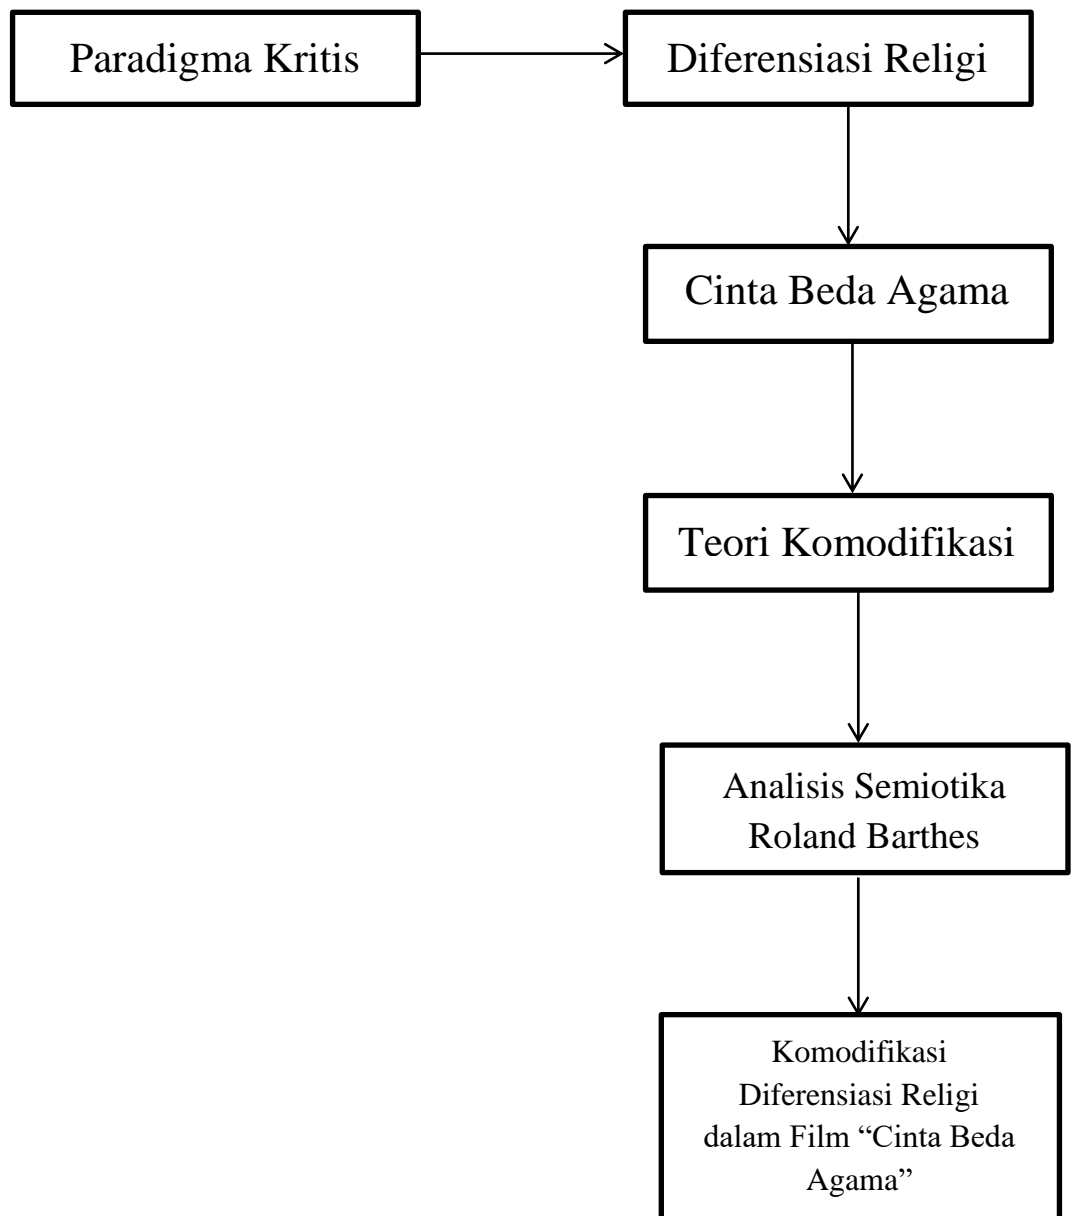 Paradigma Kritis
Diferensiasi Religi
Cinta Beda Agama
Teori Komodifikasi
Analisis Semiotika
Roland Barthes
Komodifikasi
Diferensiasi Religi
dalam Film “Cinta Beda
Agama”